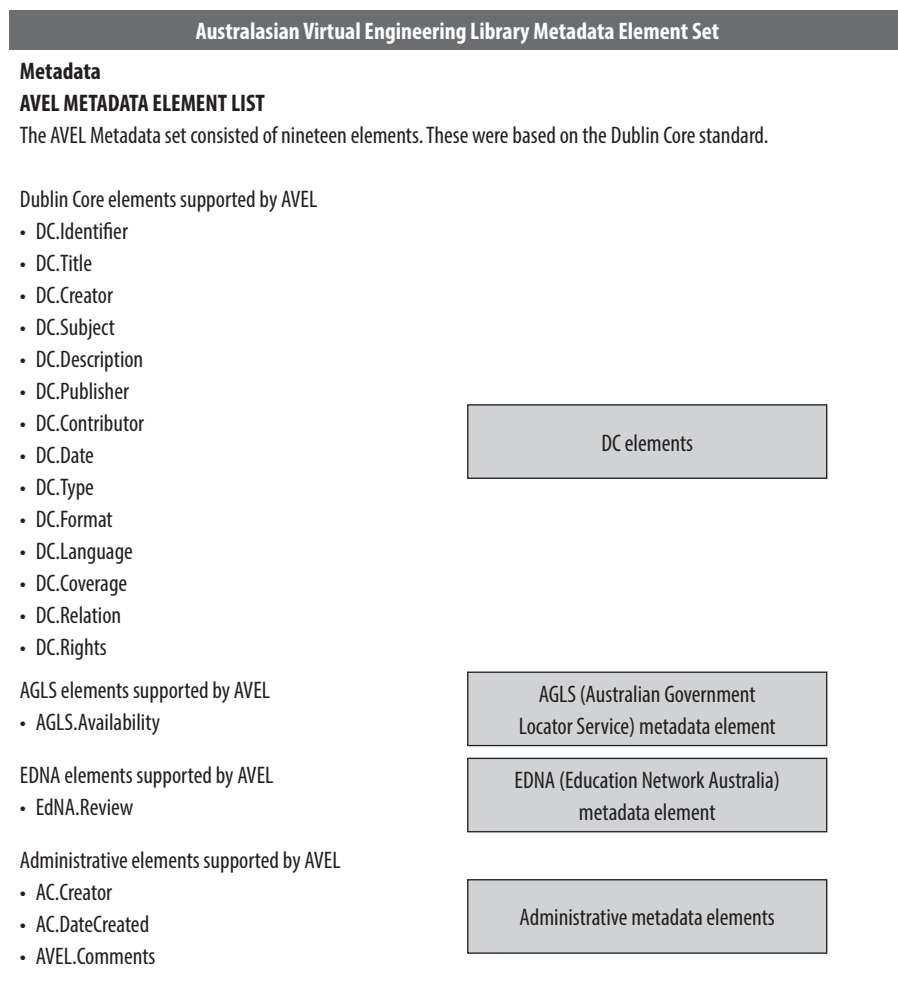 Australasian Virtual Engineering Library Metadata Element Set
Metadata
AVEL METADATA ELEMENT LIST
The AVEL Metadata set consisted of nineteen elements. These were based on the Dublin Core standard.
Dublin Core elements supported by AVEL
• DC.Identifier
• DC.Title
• DC.Creator
• DC.Subject
• DC.Description
• DC.Publisher
• DC.Contributor
• DC.Date
• DC.Type
• DC.Format
• DC.Language
• DC.Coverage
• DC.Relation
• DC.Rights
DC elements
AGLS elements supported by AVEL
• AGLS.Availability
AGLS (Australian Government
Locator Service) metadata element
EDNA elements supported by AVEL
• EdNA.Review
EDNA (Education Network Australia)
metadata element
Administrative elements supported by AVEL
• AC.Creator
• AC.DateCreated
• AVEL.Comments
Administrative metadata elements